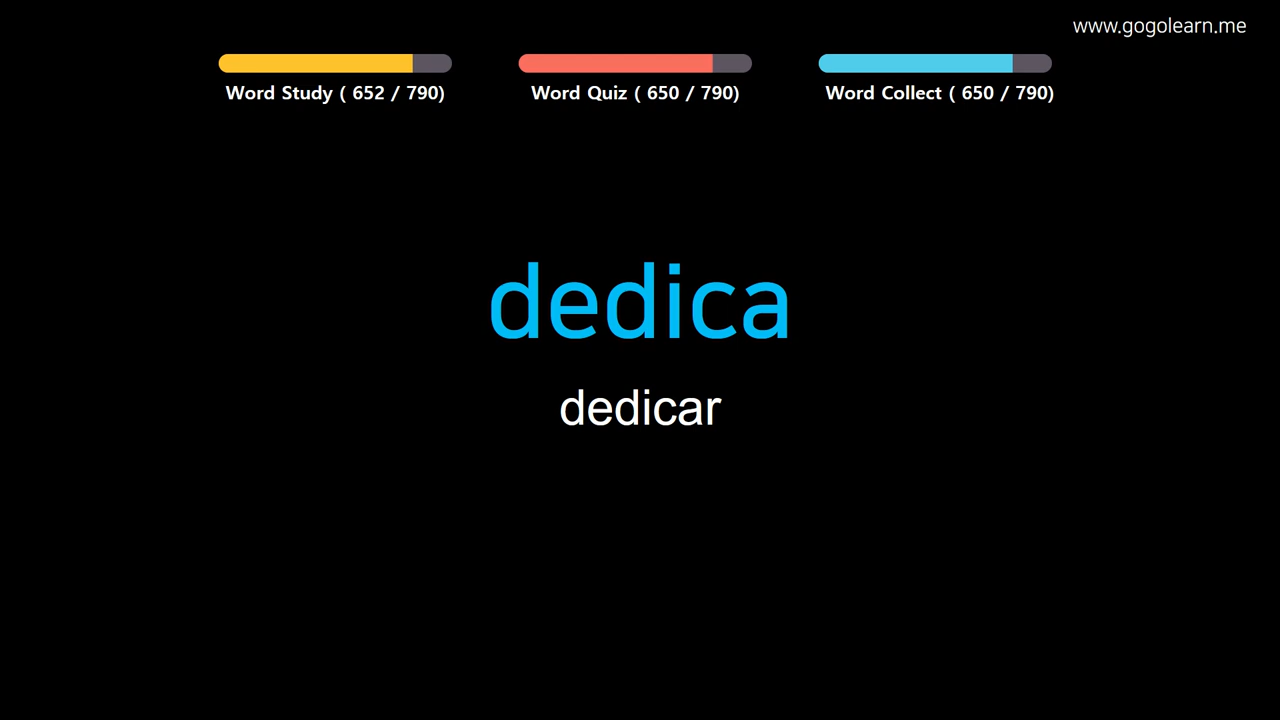 www.gogolearn.me
Word Study ( 652 / 790)
Word Quiz ( 650 / 790)
Word Collect ( 650 / 790)
dedica
dedicar